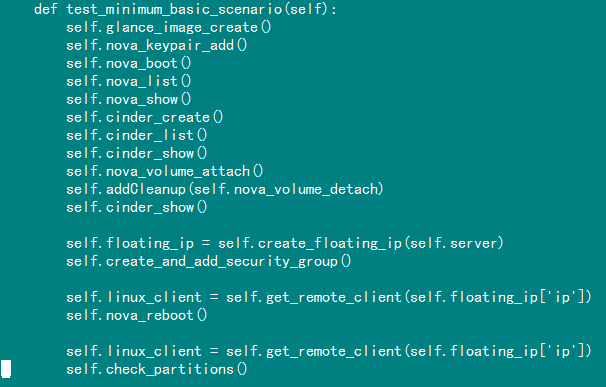 def test_minimum_basic_scenario(self):
self.glance_image_create()
self.nova_keypair_add()
self.nova_boot()
self.nova_list()
self.nova_show()
self.cinder_create()
self.cinder_list()
self.cinder_show()
self.nova_volume_attach()
self.addCleanup(self.nova_volume_detach)
self.cinder_show()
self.floating_ip = self.create_floating_ip(self.server)
self.create_and_add_security_group()
self.linux_client = self.get_remote_client(self.floating_ip['ip'])
self.nova_reboot()
self.linux_client = self.get_remote_client(self.floating_ip['ip'])
self.check_partitions()